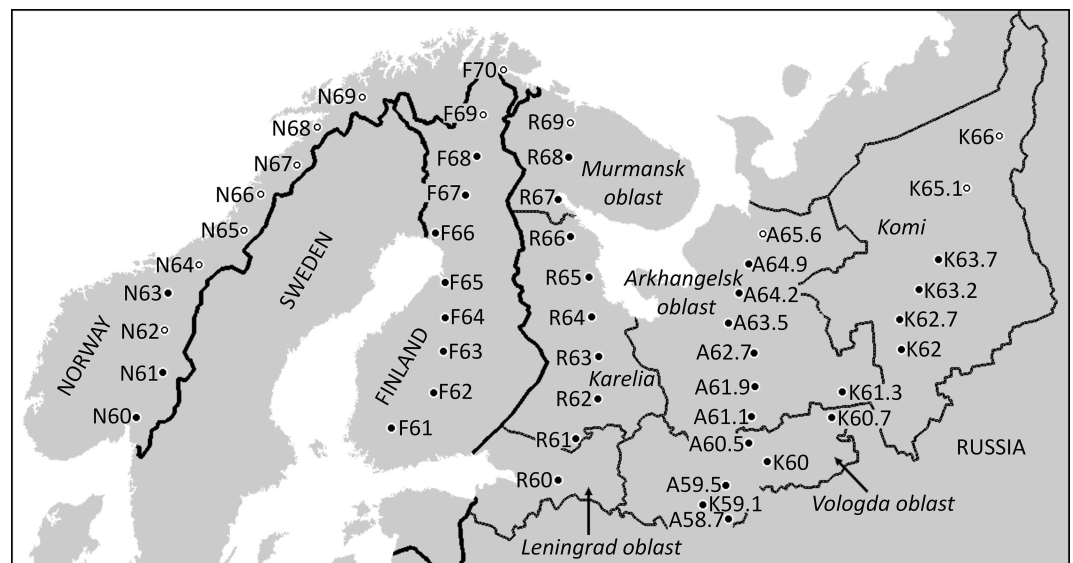 F70
N69
F69
N68
R69
K66
F68
R68
N67
Murmansk
oblast
N66
F67
R67
K65.1
N65
F66
R66
A65.6
Komi
N64
A64.9
K63.7
SWEDEN
F65
R65
Arkhangelsk
oblast
N63
A64.2
K63.2
F64
R64
A63.5
K62.7
N62
NORWAY
FINLAND
F63
R63
A62.7
K62
N61
Karelia
F62
R62
A61.9
K61.3
N60
A61.1
K60.7
F61
R61
A60.5
RUSSIA
K60
R60
A59.5
K59.1
Vologda oblast
A58.7
Leningrad oblast